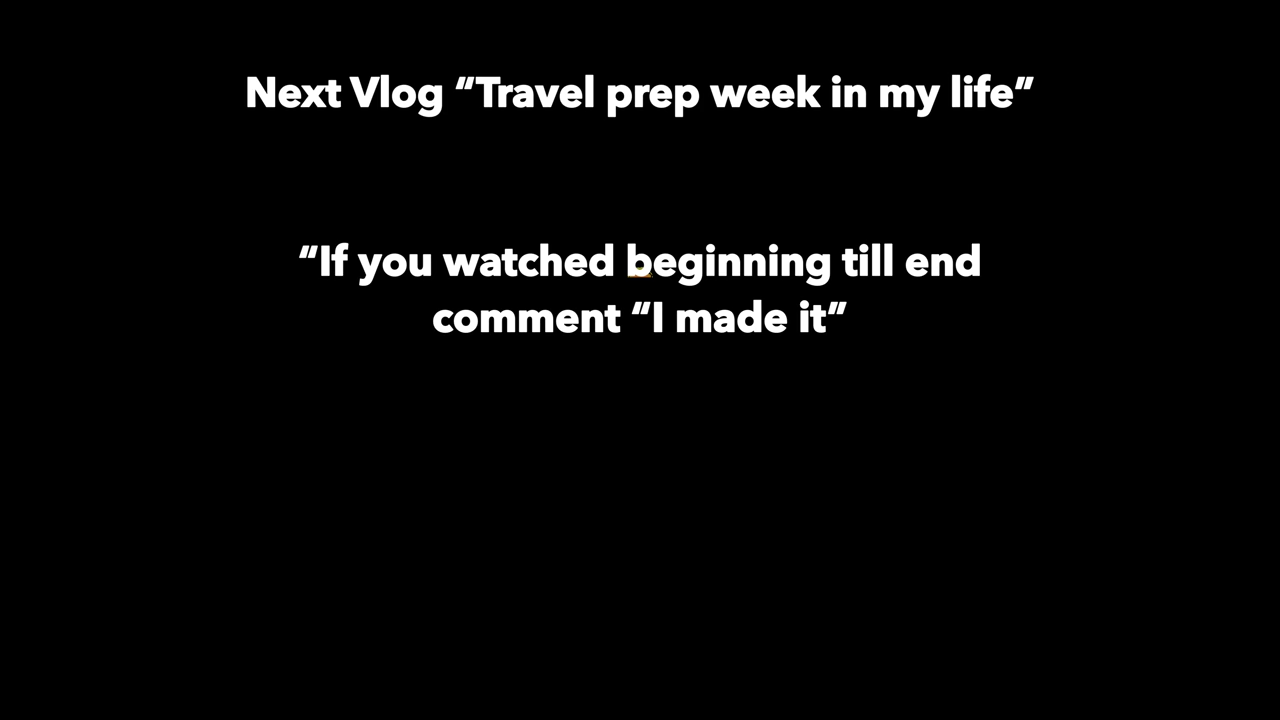 Next Vlog “Travel prep week in my life”
“If you watched beginning till end
comment “I made it”